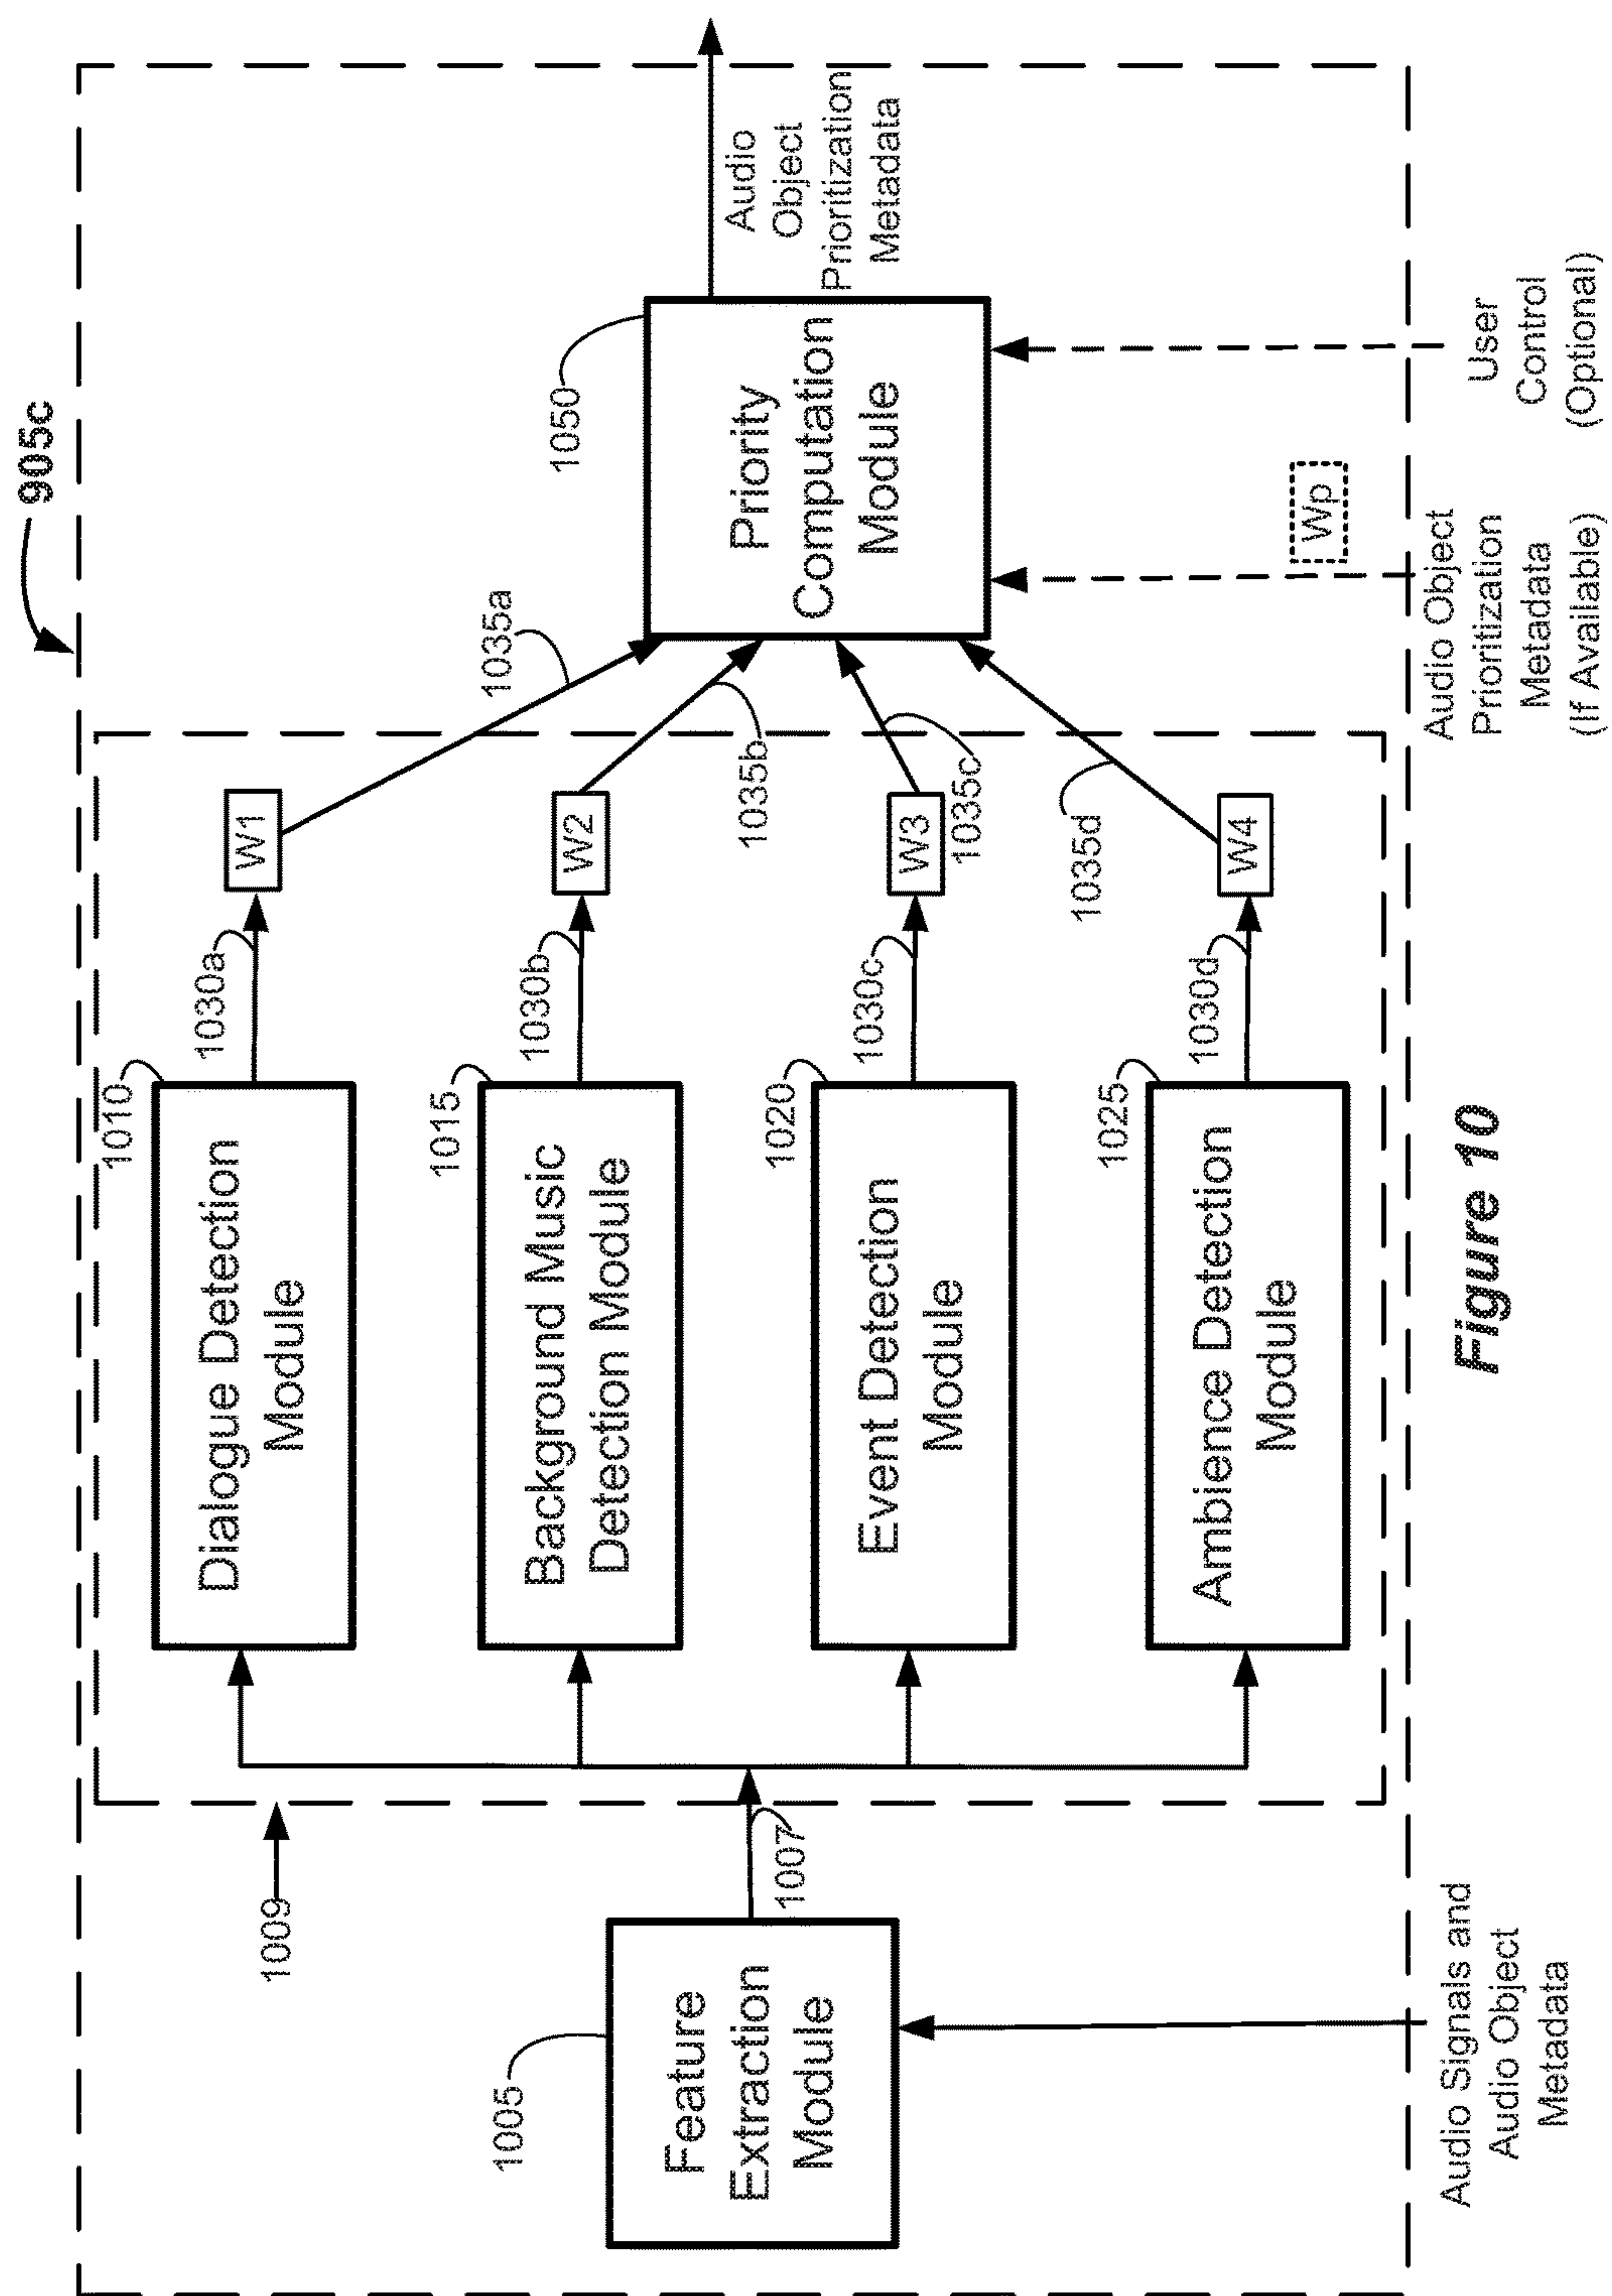 905c
1005
Feature
Extraction
Module
Audio Signals and
Audio Object
Metadata
1007
1009
1010
Dialogue Detection
Module
1030a
W1
1035a
1015
Background Music
Detection Module
1030b
W2
1035b
1020
Event Detection
Module
1030c
W3
1035c
1025
Ambience Detection
Module
1030d
W4
1035d
1050
Priority
Computation
Module
Audio
Object
Prioritization
Metadata
Wp
Audio Object
Prioritization
Metadata
(If Available)
User
Control
(Optional)
Figure 10